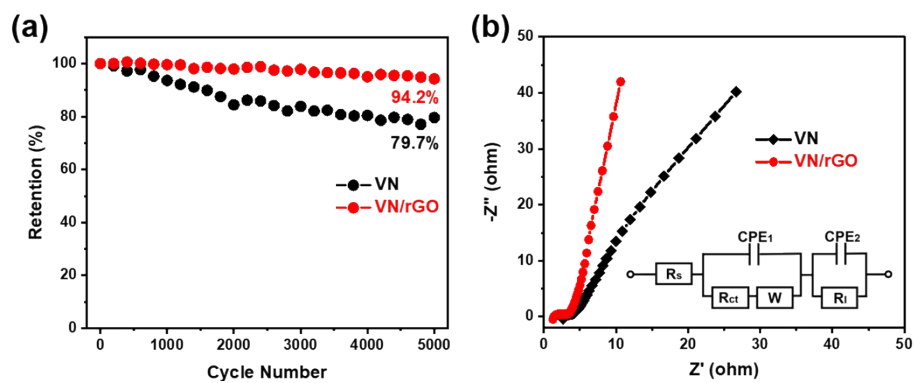 (a)
120
100
80
60
40
20
0
Retention (%)
94.2%
79.7%
VN
VN/rGO
0 1000 2000 3000 4000 5000
Cycle Number
(b)
50
40
30
20
10
0
-Z" (ohm)
VN
VN/rGO
CPE1
CPE2
Rs
Rct
W
Rl
0 10 20 30 40 50
Z' (ohm)